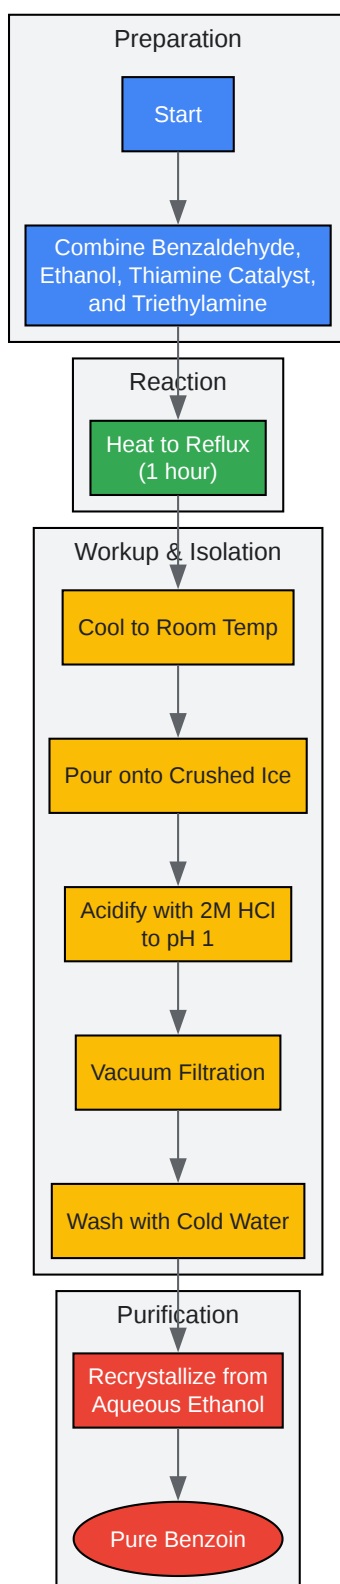 Preparation
Start
Combine Benzaldehyde,
Ethanol, Thiamine Catalyst,
and Triethylamine
Reaction
Heat to Reflux
(1 hour)
Workup & Isolation
Cool to Room Temp
Pour onto Crushed Ice
Acidify with 2M HCl
to pH 1
Vacuum Filtration
Wash with Cold Water
Purification
Recrystallize from
Aqueous Ethanol
Pure Benzoin